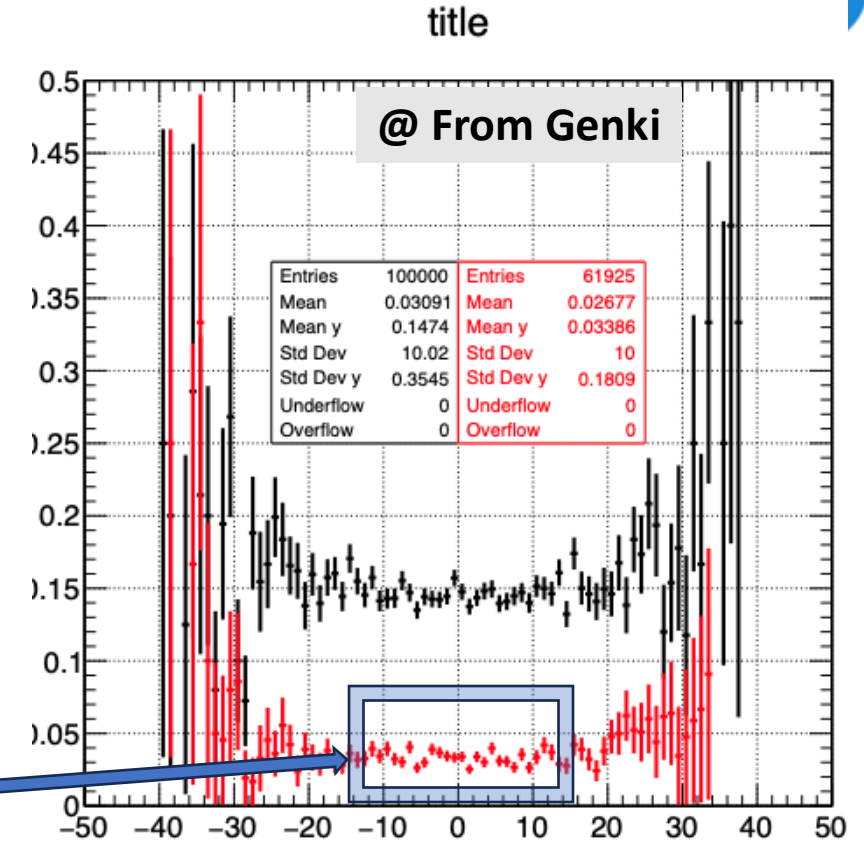 title
@ From Genki
0.5
).45
0.4
).35
0.3
).25
0.2
).15
0.1
).05
0
Entries 100000 Entries 61925
Mean 0.03091 Mean 0.02677
Mean y 0.1474 Mean y 0.03386
Std Dev 10.02 Std Dev 10
Std Dev y 0.3545 Std Dev y 0.1809
Underflow 0 Underflow 0
Overflow 0 Overflow 0
−50 −40 −30 −20 −10 0 10 20 30 40 50